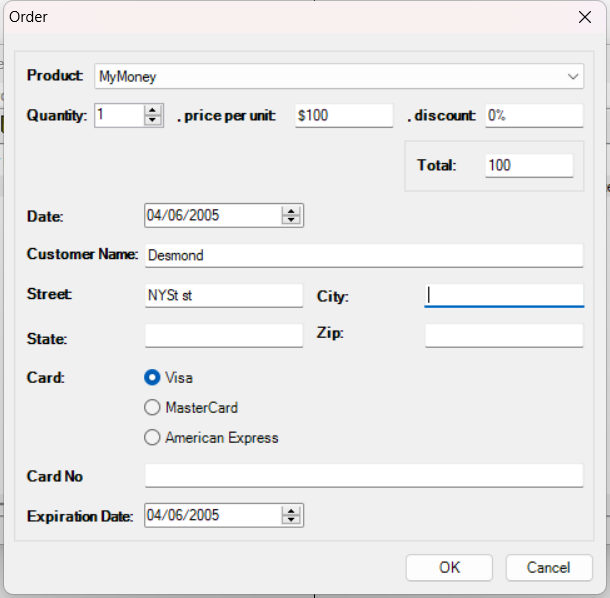 Order
Product: MyMoney
Quantity: 1 , price per unit: $100 , discount: 0%
Total: 100
Date: 04/06/2005
Customer Name: Desmond
Street: NYSt st City:
State: Zip:
Card: Visa
MasterCard
American Express
Card No
Expiration Date: 04/06/2005
OK Cancel